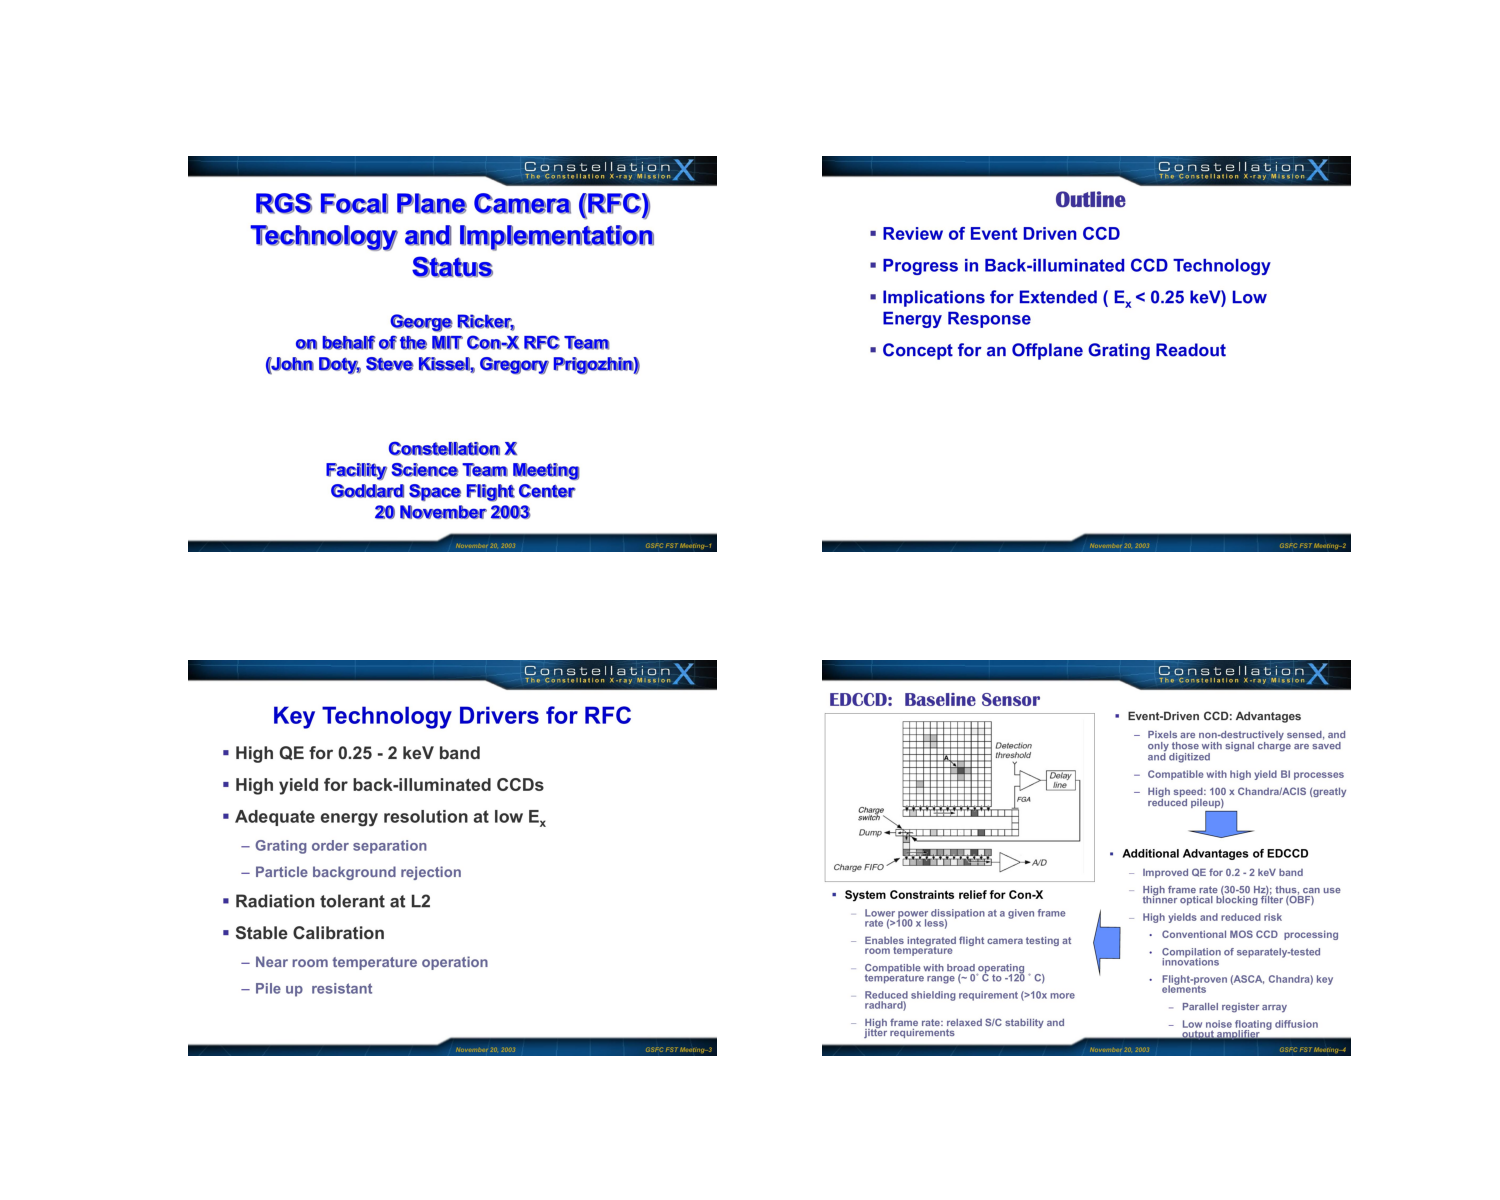 Constellation X
The Constellation X-ray Mission
RGS Focal Plane Camera (RFC)
Technology and Implementation
Status
George Ricker,
on behalf of the MIT Con-X RFC Team
(John Doty, Steve Kissel, Gregory Prigozhin)
Constellation X
Facility Science Team Meeting
Goddard Space Flight Center
20 November 2003
November 20, 2003
GSFC FST Meeting–1
Constellation X
The Constellation X-ray Mission
Outline
▪ Review of Event Driven CCD
▪ Progress in Back-illuminated CCD Technology
▪ Implications for Extended ( Ex < 0.25 keV) Low
Energy Response
▪ Concept for an Offplane Grating Readout
November 20, 2003
GSFC FST Meeting–2
Constellation X
The Constellation X-ray Mission
Key Technology Drivers for RFC
▪ High QE for 0.25 - 2 keV band
▪ High yield for back-illuminated CCDs
▪ Adequate energy resolution at low Ex
– Grating order separation
– Particle background rejection
▪ Radiation tolerant at L2
▪ Stable Calibration
– Near room temperature operation
– Pile up resistant
November 20, 2003
GSFC FST Meeting–3
Constellation X
The Constellation X-ray Mission
EDCCD: Baseline Sensor
A
Detection
threshold
Delay
line
FGA
Charge
switch
Dump
Charge FIFO
A/D
▪ System Constraints relief for Con-X
– Lower power dissipation at a given frame
rate (>100 x less)
– Enables integrated flight camera testing at
room temperature
– Compatible with broad operating
temperature range (~ 0° C to -120 ° C)
– Reduced shielding requirement (>10x more
radhard)
– High frame rate: relaxed S/C stability and
jitter requirements
▪ Event-Driven CCD: Advantages
– Pixels are non-destructively sensed, and
only those with signal charge are saved
and digitized
– Compatible with high yield BI processes
– High speed: 100 x Chandra/ACIS (greatly
reduced pileup)
▪ Additional Advantages of EDCCD
– Improved QE for 0.2 - 2 keV band
– High frame rate (30-50 Hz); thus, can use
thinner optical blocking filter (OBF)
– High yields and reduced risk
• Conventional MOS CCD processing
• Compilation of separately-tested
innovations
• Flight-proven (ASCA, Chandra) key
elements
– Parallel register array
– Low noise floating diffusion
output amplifier
November 20, 2003
GSFC FST Meeting–4